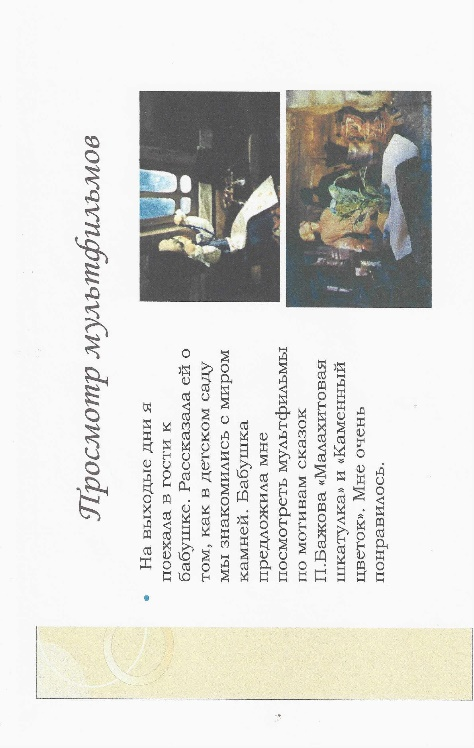 Просмотр мультфильмов
• На выходые дни я
поехала в гости к
бабушке. Рассказала ей о
том, как в детском саду
мы знакомились с миром
камней. Бабушка
предложила мне
посмотреть мультфильмы
по мотивам сказок
П.Бажова «Малахитовая
шкатулка» и «Каменный
цветок». Мне очень
понравилось.